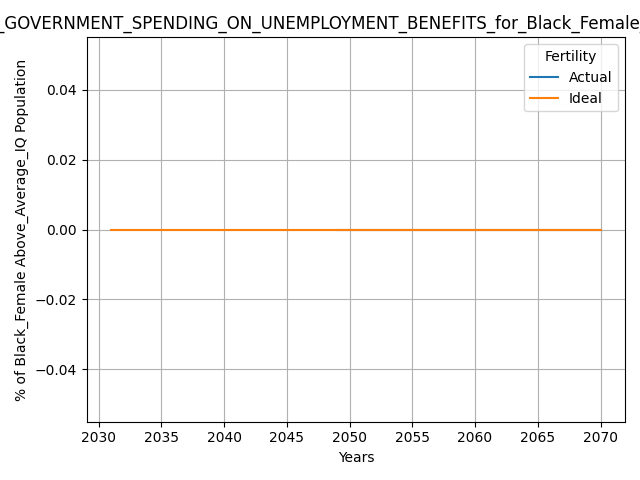 _GOVERNMENT_SPENDING_ON_UNEMPLOYMENT_BENEFITS_for_Black_Female_
Fertility
Actual
Ideal
% of Black_Female Above_Average_IQ Population
0.04
0.02
0.00
−0.02
−0.04
2030 2035 2040 2045 2050 2055 2060 2065 2070
Years